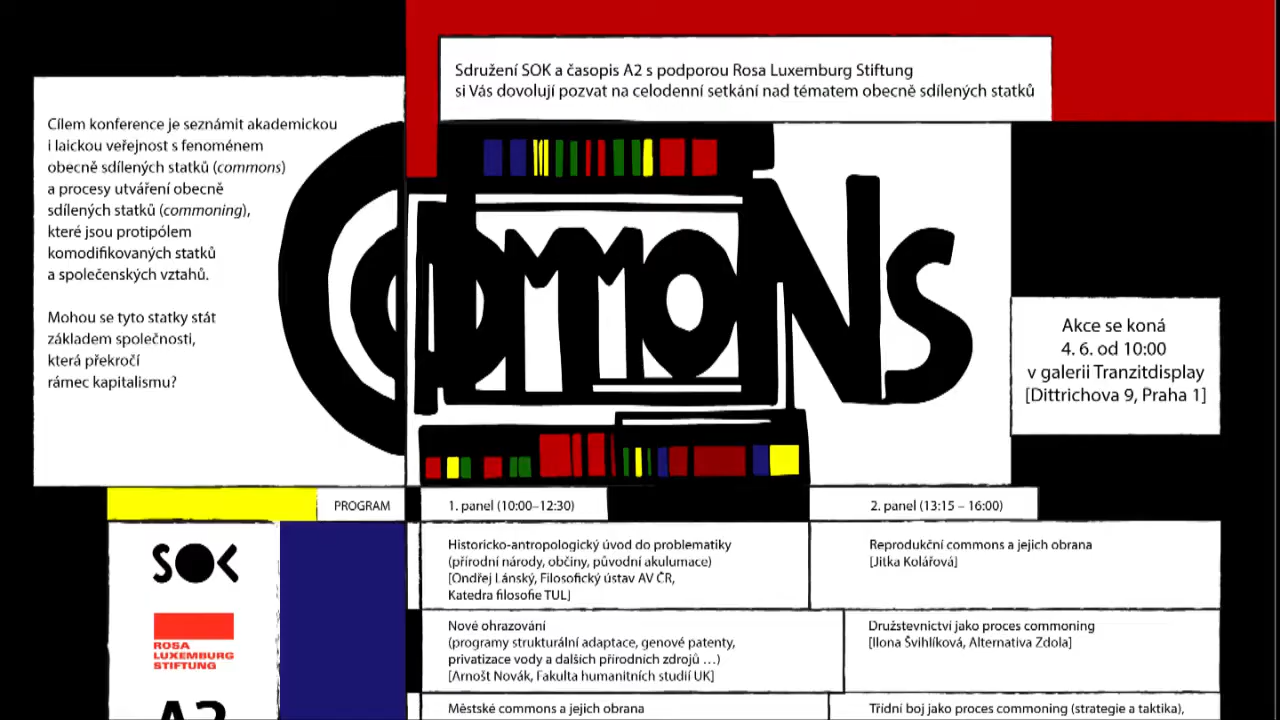 Sdružení SOK a časopis A2 s podporou Rosa Luxemburg Stiftung
si Vás dovolují pozvat na celodenní setkání nad tématem obecně sdílených statků
Cílem konference je seznámit akademickou
i laickou veřejnost s fenoménem
obecně sdílených statků (commons)
a procesy utváření obecně
sdílených statků (commoning),
které jsou protipólem
komodifikovaných statků
a společenských vztahů.
Mohou se tyto statky stát
základem společnosti,
která překročí
rámec kapitalismu?
COMMONS
Akce se koná
4. 6. od 10:00
v galerii Tranzitdisplay
[Dittrichova 9, Praha 1]
PROGRAM
1. panel (10:00–12:30)
2. panel (13:15 – 16:00)
SOK
ROSA
LUXEMBURG
STIFTUNG
A2
Historicko-antropologický úvod do problematiky
(přírodní národy, občiny, původní akulumace)
[Ondřej Lánský, Filosofický ústav AV ČR,
Katedra filosofie TUL]
Reprodukční commons a jejich obrana
[Jitka Kolářová]
Nové ohrazování
(programy strukturální adaptace, genové patenty,
privatizace vody a dalších přírodních zdrojů …)
[Arnošt Novák, Fakulta humanitních studií UK]
Družstevnictví jako proces commoning
[Ilona Švihlíková, Alternativa Zdola]
Městské commons a jejich obrana
Třídní boj jako proces commoning (strategie a taktika),